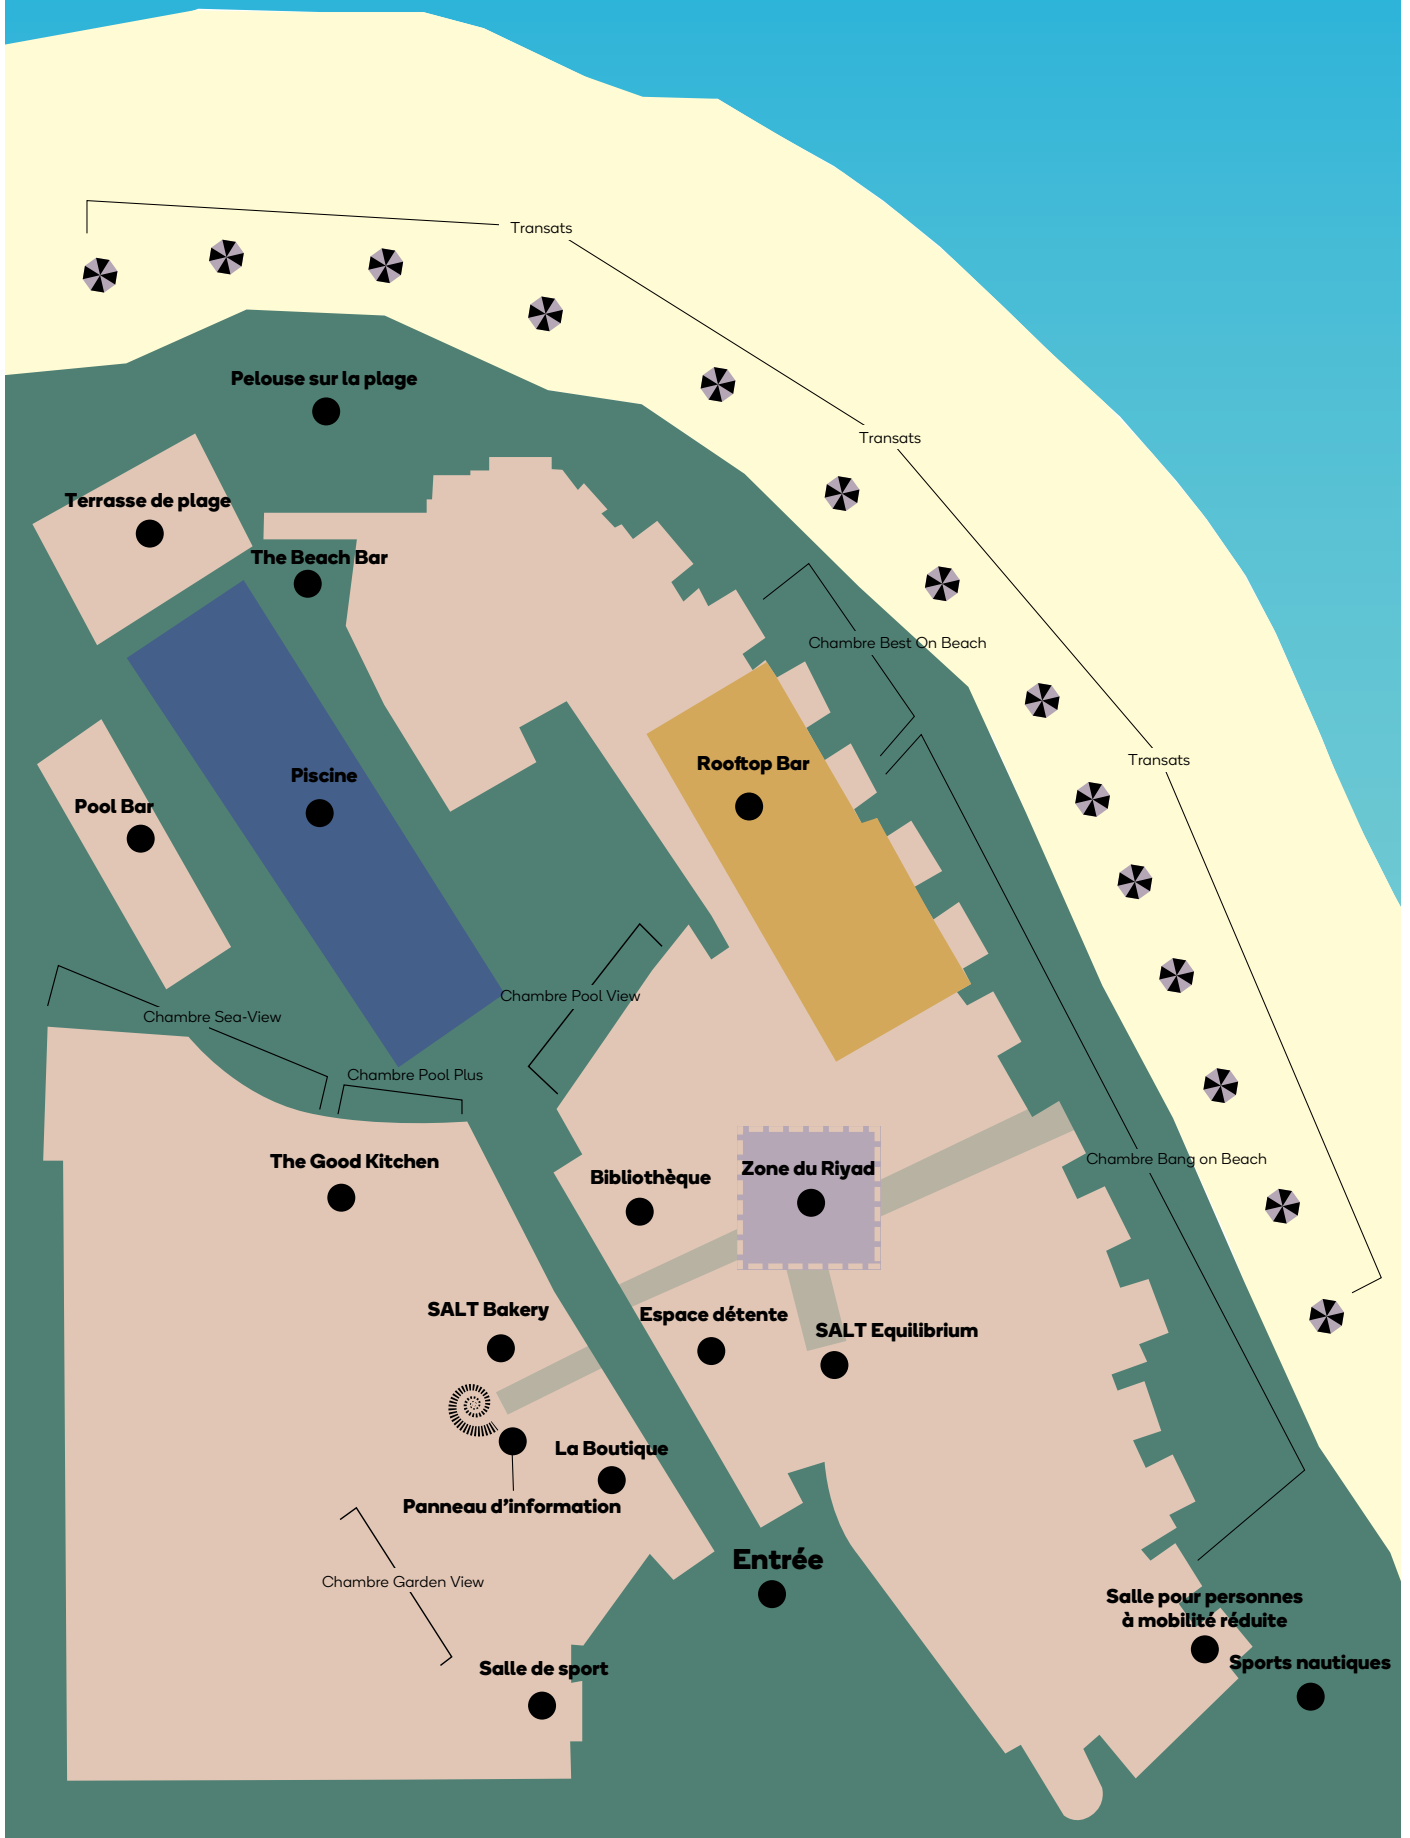 Transats
Pelouse sur la plage
Transats
Terrasse de plage
The Beach Bar
Chambre Best On Beach
Transats
Rooftop Bar
Piscine
Pool Bar
Chambre Pool View
Chambre Sea-View
Chambre Pool Plus
The Good Kitchen
Bibliothèque
Zone du Riyad
Chambre Bang on Beach
SALT Bakery
Espace détente
SALT Equilibrium
La Boutique
Panneau d'information
Entrée
Chambre Garden View
Salle pour personnes
à mobilité réduite
Salle de sport
Sports nautiques